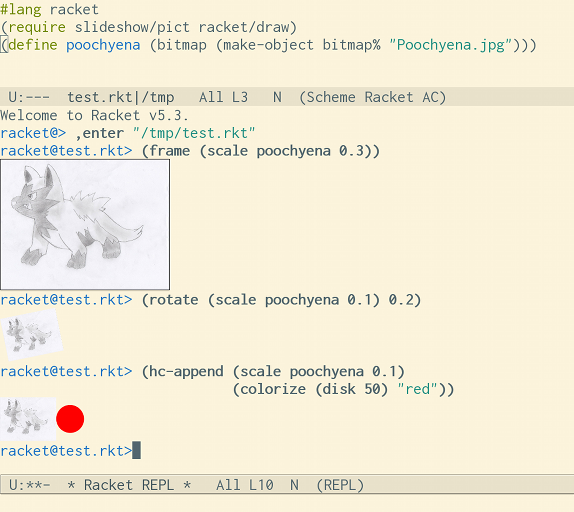 #lang racket
(require slideshow/pict racket/draw)
(define poochyena (bitmap (make-object bitmap% "Poochyena.jpg")))
U:---  test.rkt|/tmp   All L3   N  (Scheme Racket AC)
Welcome to Racket v5.3.
racket@> ,enter "/tmp/test.rkt"
racket@test.rkt> (frame (scale poochyena 0.3))
racket@test.rkt> (rotate (scale poochyena 0.1) 0.2)
racket@test.rkt> (hc-append (scale poochyena 0.1)
(colorize (disk 50) "red"))
racket@test.rkt>
U:**-  * Racket REPL *   All L10  N  (REPL)